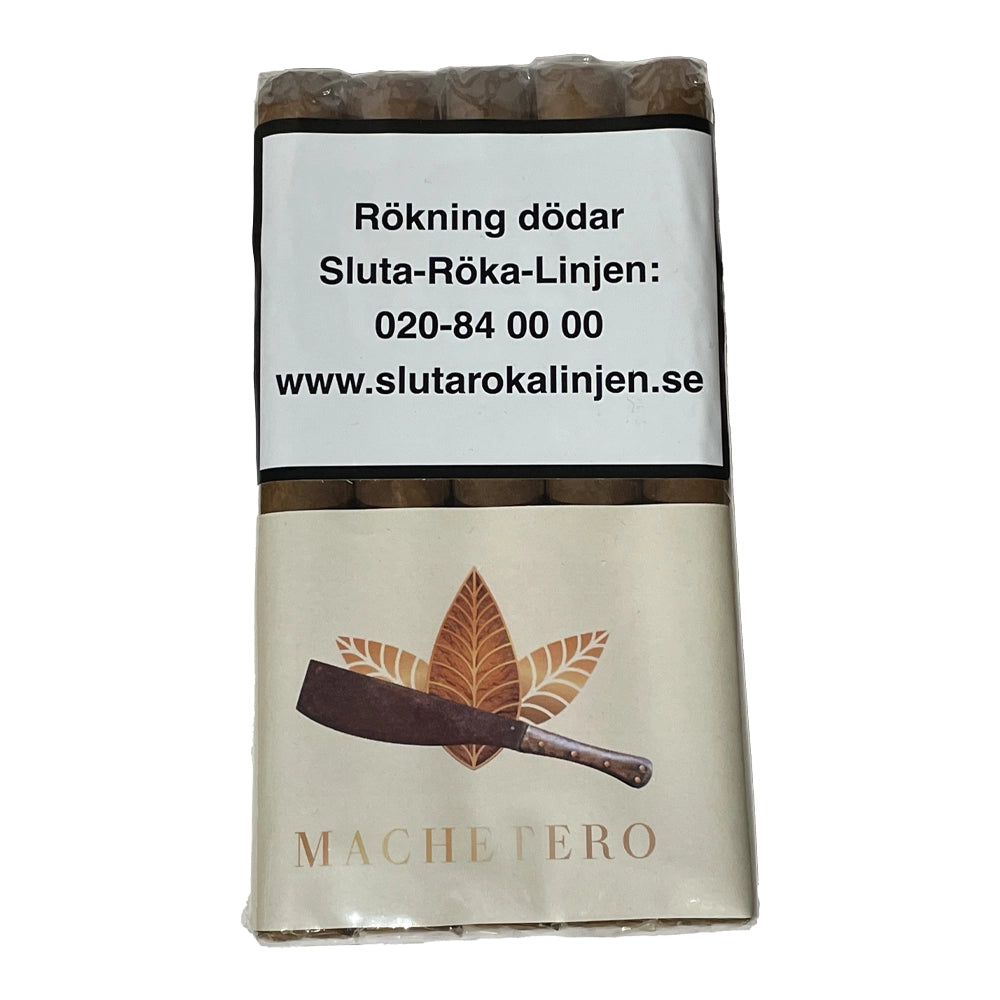 Rökning dödar
Sluta-Röka-Linjen:
020-84 00 00
www.slutarokalinjen.se
MACHETERO